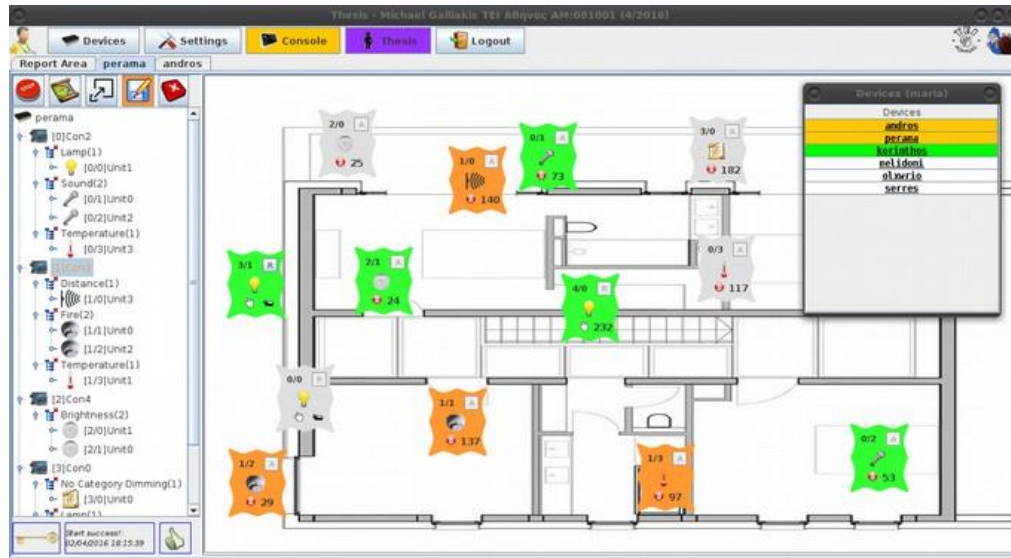 Thesis - Michael Galliakis TEI Αθήνας AM:081001 (4/2016)
Devices
Settings
Console
Thesis
Logout
Report Area
perama
andros
perama
[0]Con2
Lamp(1)
[0/0]Unit1
Sound(2)
[0/1]Unit0
[0/2]Unit2
Temperature(1)
[0/3]Unit3
Distance(1)
[1/0]Unit3
Fire(2)
[1/1]Unit0
[1/2]Unit2
Temperature(1)
[1/3]Unit1
[2]Con4
Brightness(2)
[2/0]Unit1
[2/1]Unit0
[3]Con0
No Category Dimming(1)
[3/0]Unit0
Lamp(1)
Start success!
02/04/2016 18:15:39
2/0 A
25
1/0 A
140
0/1 A
73
3/0 A
182
3/1 R
2/1 A
24
4/0 R
232
0/3 A
117
0/0 R
1/1 A
137
1/2 A
29
1/3 A
97
0/2 A
53
Devices (maria)
Devices
andros
perama
korinthos
melidoni
olxwrio
serres